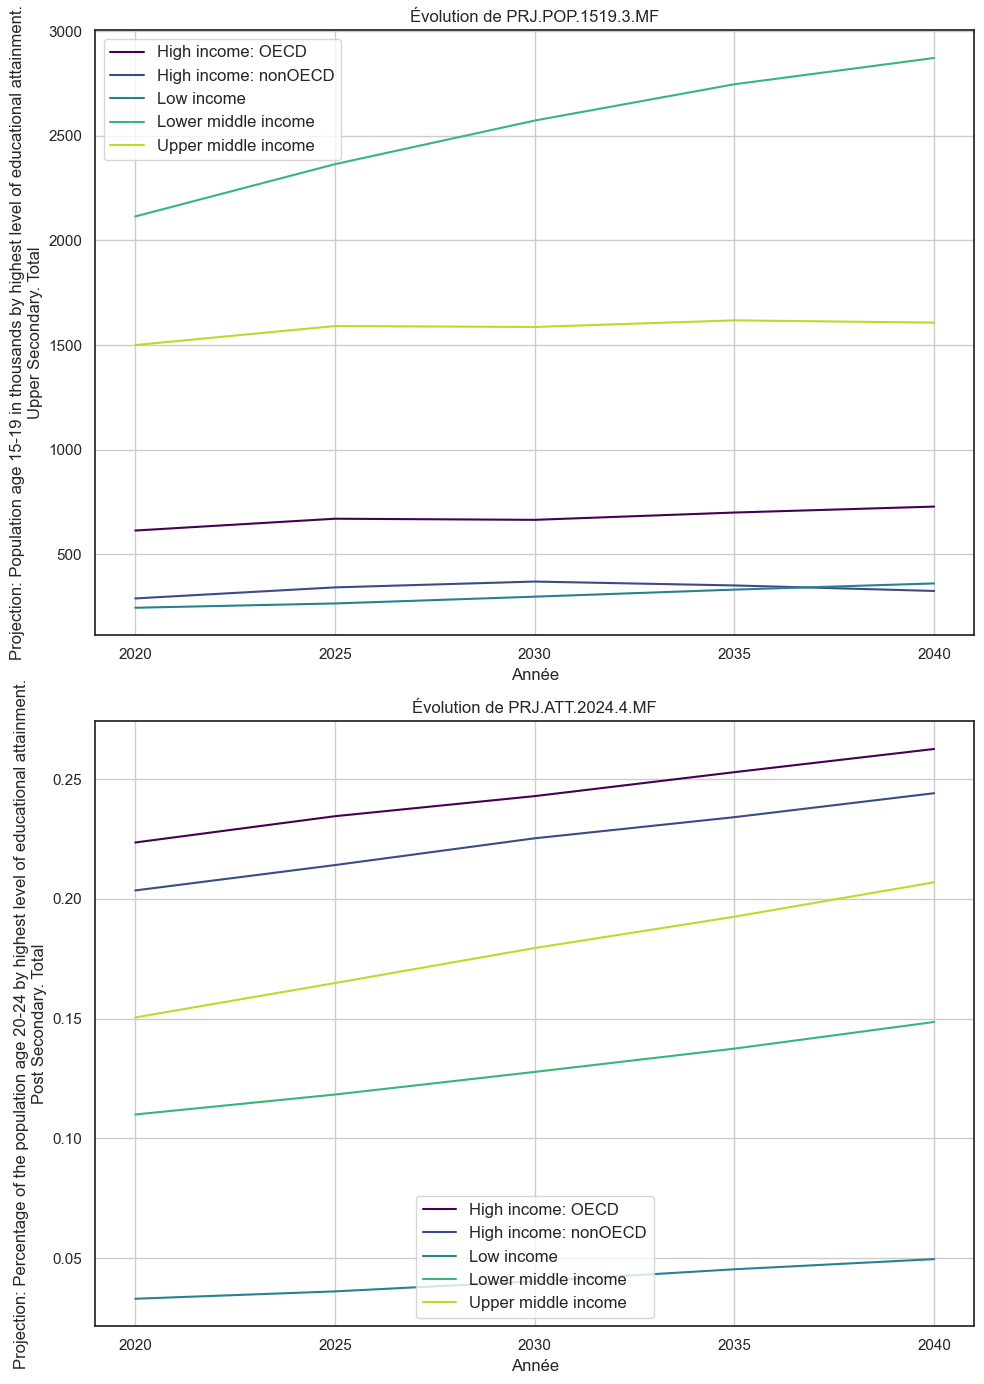 Évolution de PRJ.POP.1519.3.MF
Projection: Population age 15-19 in thousands by highest level of educational attainment.
Upper Secondary. Total
3000
2500
2000
1500
1000
500
High income: OECD
High income: nonOECD
Low income
Lower middle income
Upper middle income
2020 2025 2030 2035 2040
Année
Évolution de PRJ.ATT.2024.4.MF
Projection: Percentage of the population age 20-24 by highest level of educational attainment.
Post Secondary. Total
0.25
0.20
0.15
0.10
0.05
High income: OECD
High income: nonOECD
Low income
Lower middle income
Upper middle income
2020 2025 2030 2035 2040
Année